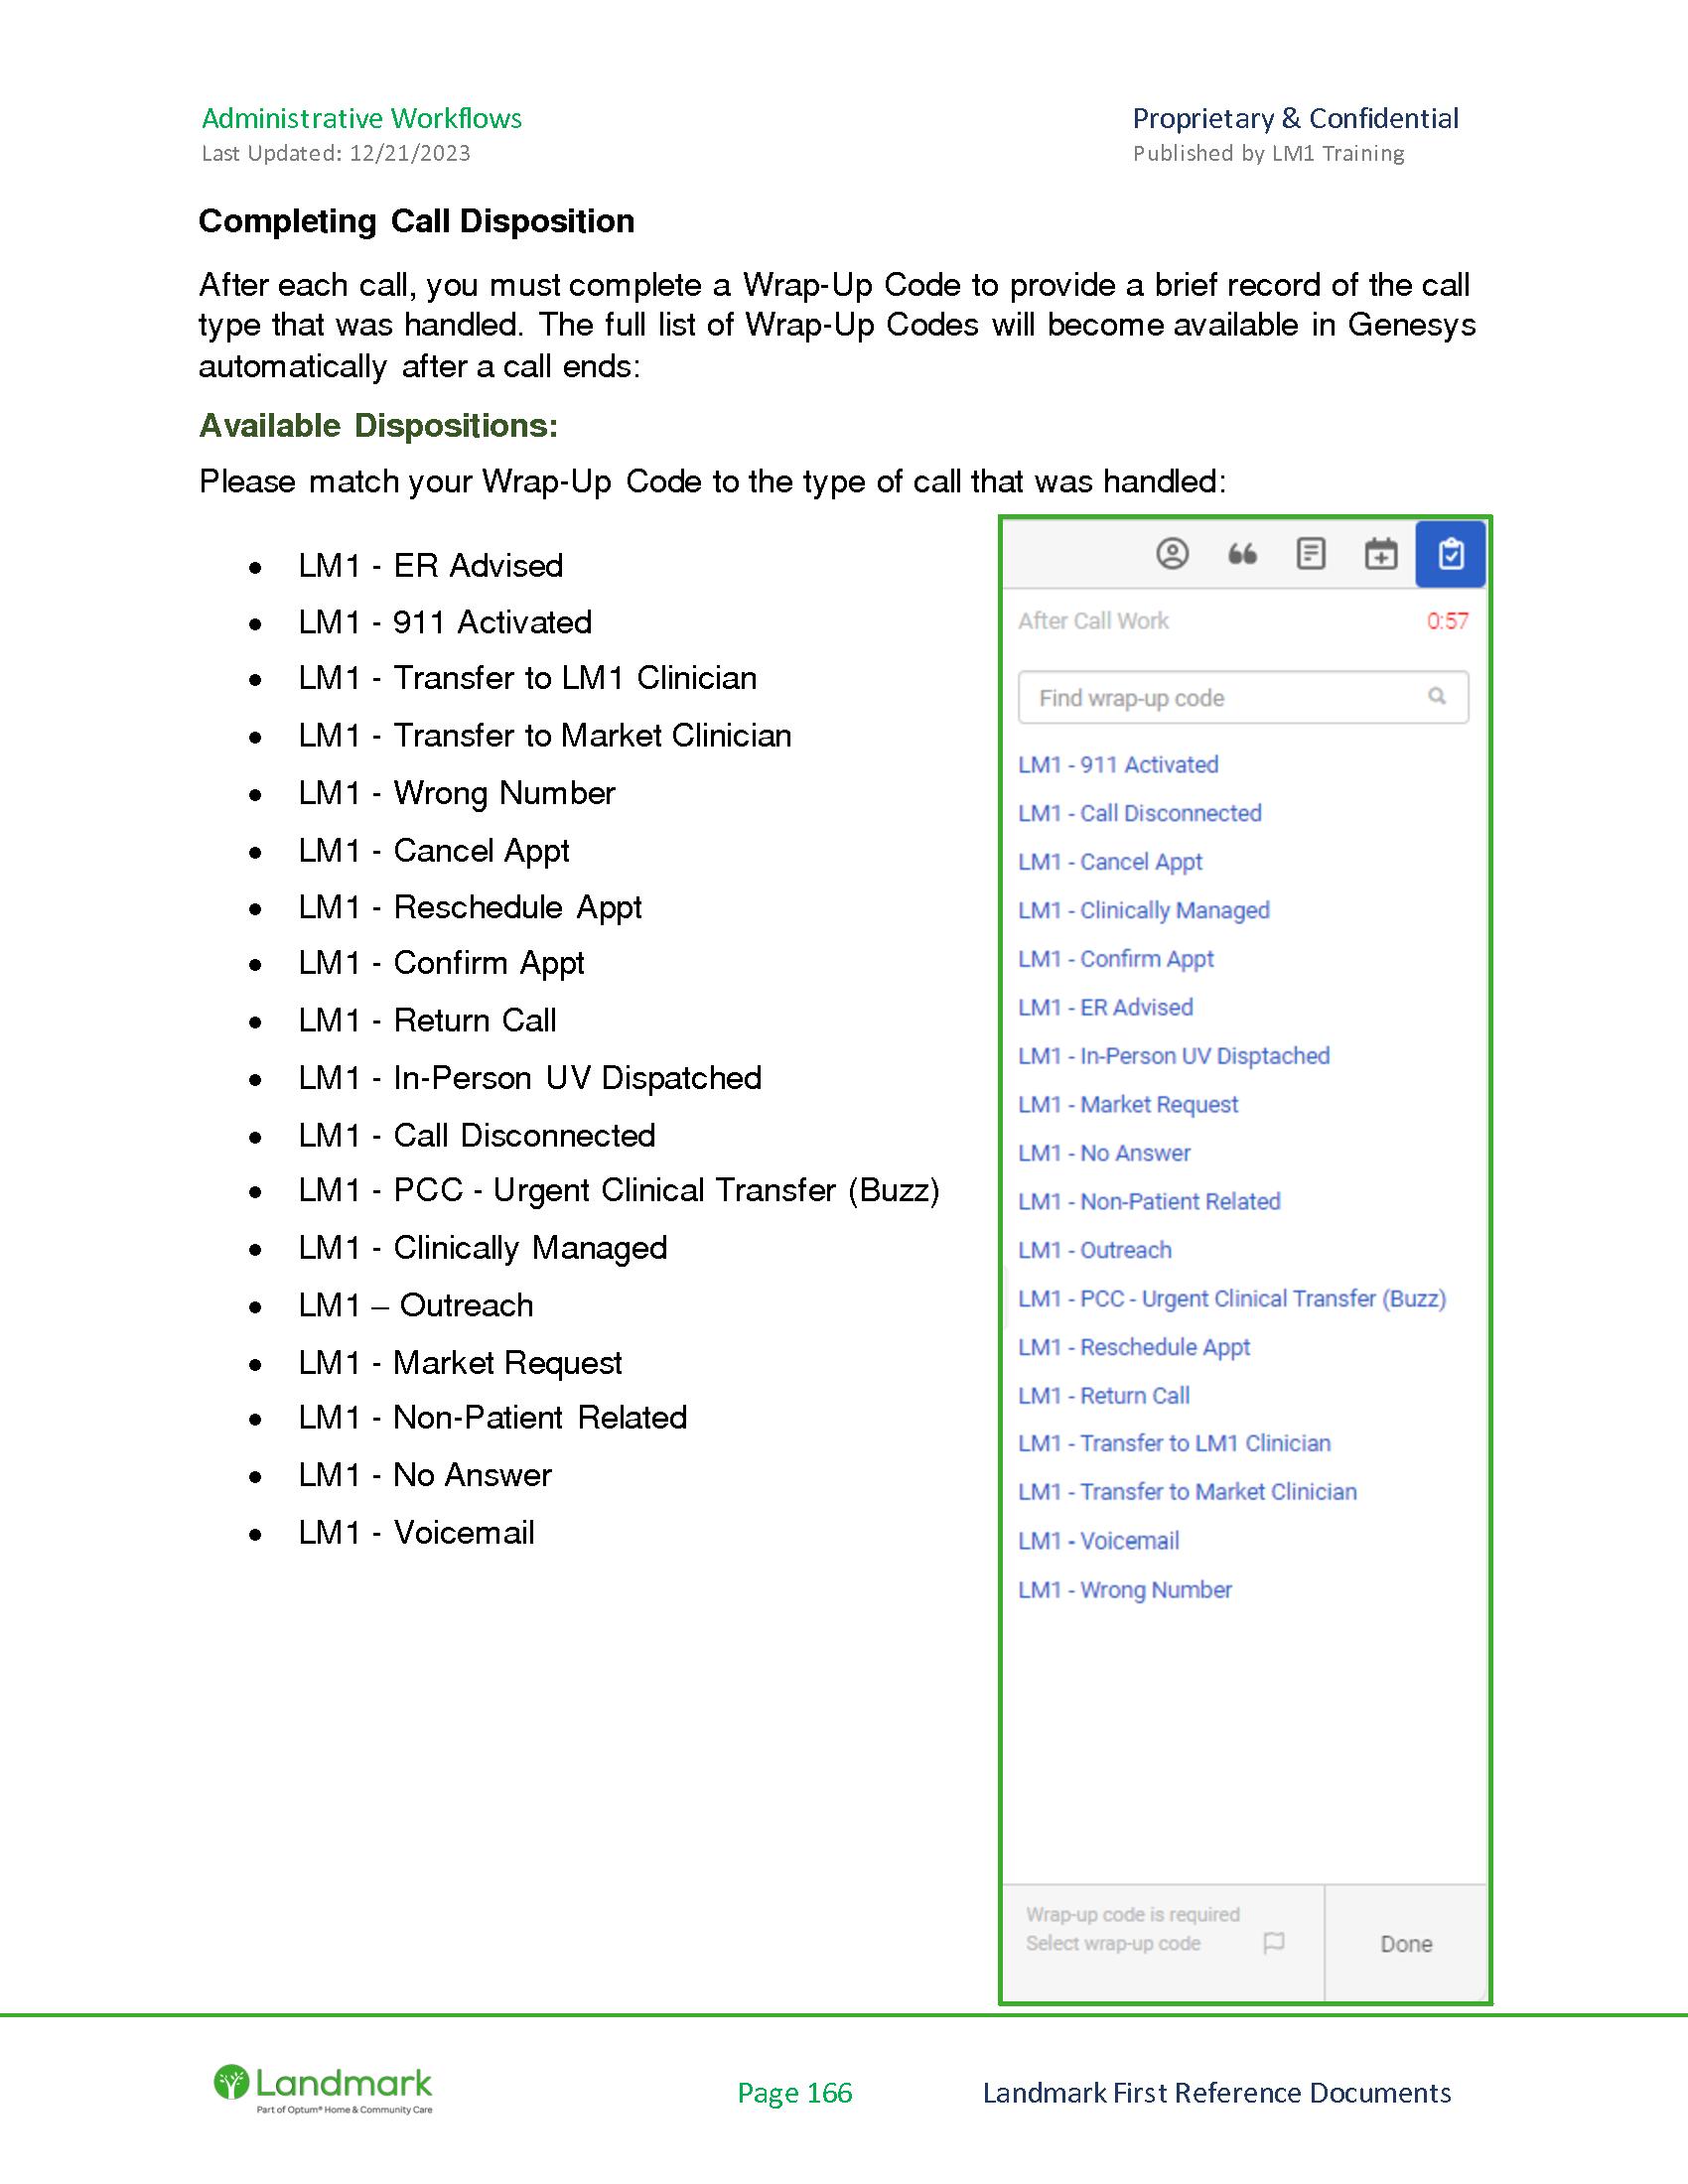 Administrative Workflows
Last Updated: 12/21/2023
Proprietary & Confidential
Published by LM1 Training
Completing Call Disposition
After each call, you must complete a Wrap-Up Code to provide a brief record of the call
type that was handled. The full list of Wrap-Up Codes will become available in Genesys
automatically after a call ends:
Available Dispositions:
Please match your Wrap-Up Code to the type of call that was handled:
• LM1 - ER Advised
• LM1 - 911 Activated
• LM1 - Transfer to LM1 Clinician
• LM1 - Transfer to Market Clinician
• LM1 - Wrong Number
• LM1 - Cancel Appt
• LM1 - Reschedule Appt
• LM1 - Confirm Appt
• LM1 - Return Call
• LM1 - In-Person UV Dispatched
• LM1 - Call Disconnected
• LM1 - PCC - Urgent Clinical Transfer (Buzz)
• LM1 - Clinically Managed
• LM1 – Outreach
• LM1 - Market Request
• LM1 - Non-Patient Related
• LM1 - No Answer
• LM1 - Voicemail
After Call Work 0:57
Find wrap-up code
LM1 - 911 Activated
LM1 - Call Disconnected
LM1 - Cancel Appt
LM1 - Clinically Managed
LM1 - Confirm Appt
LM1 - ER Advised
LM1 - In-Person UV Disptached
LM1 - Market Request
LM1 - No Answer
LM1 - Non-Patient Related
LM1 - Outreach
LM1 - PCC - Urgent Clinical Transfer (Buzz)
LM1 - Reschedule Appt
LM1 - Return Call
LM1 - Transfer to LM1 Clinician
LM1 - Transfer to Market Clinician
LM1 - Voicemail
LM1 - Wrong Number
Wrap-up code is required
Select wrap-up code
Done
Landmark
Part of Optum® Home & Community Care
Page 166
Landmark First Reference Documents